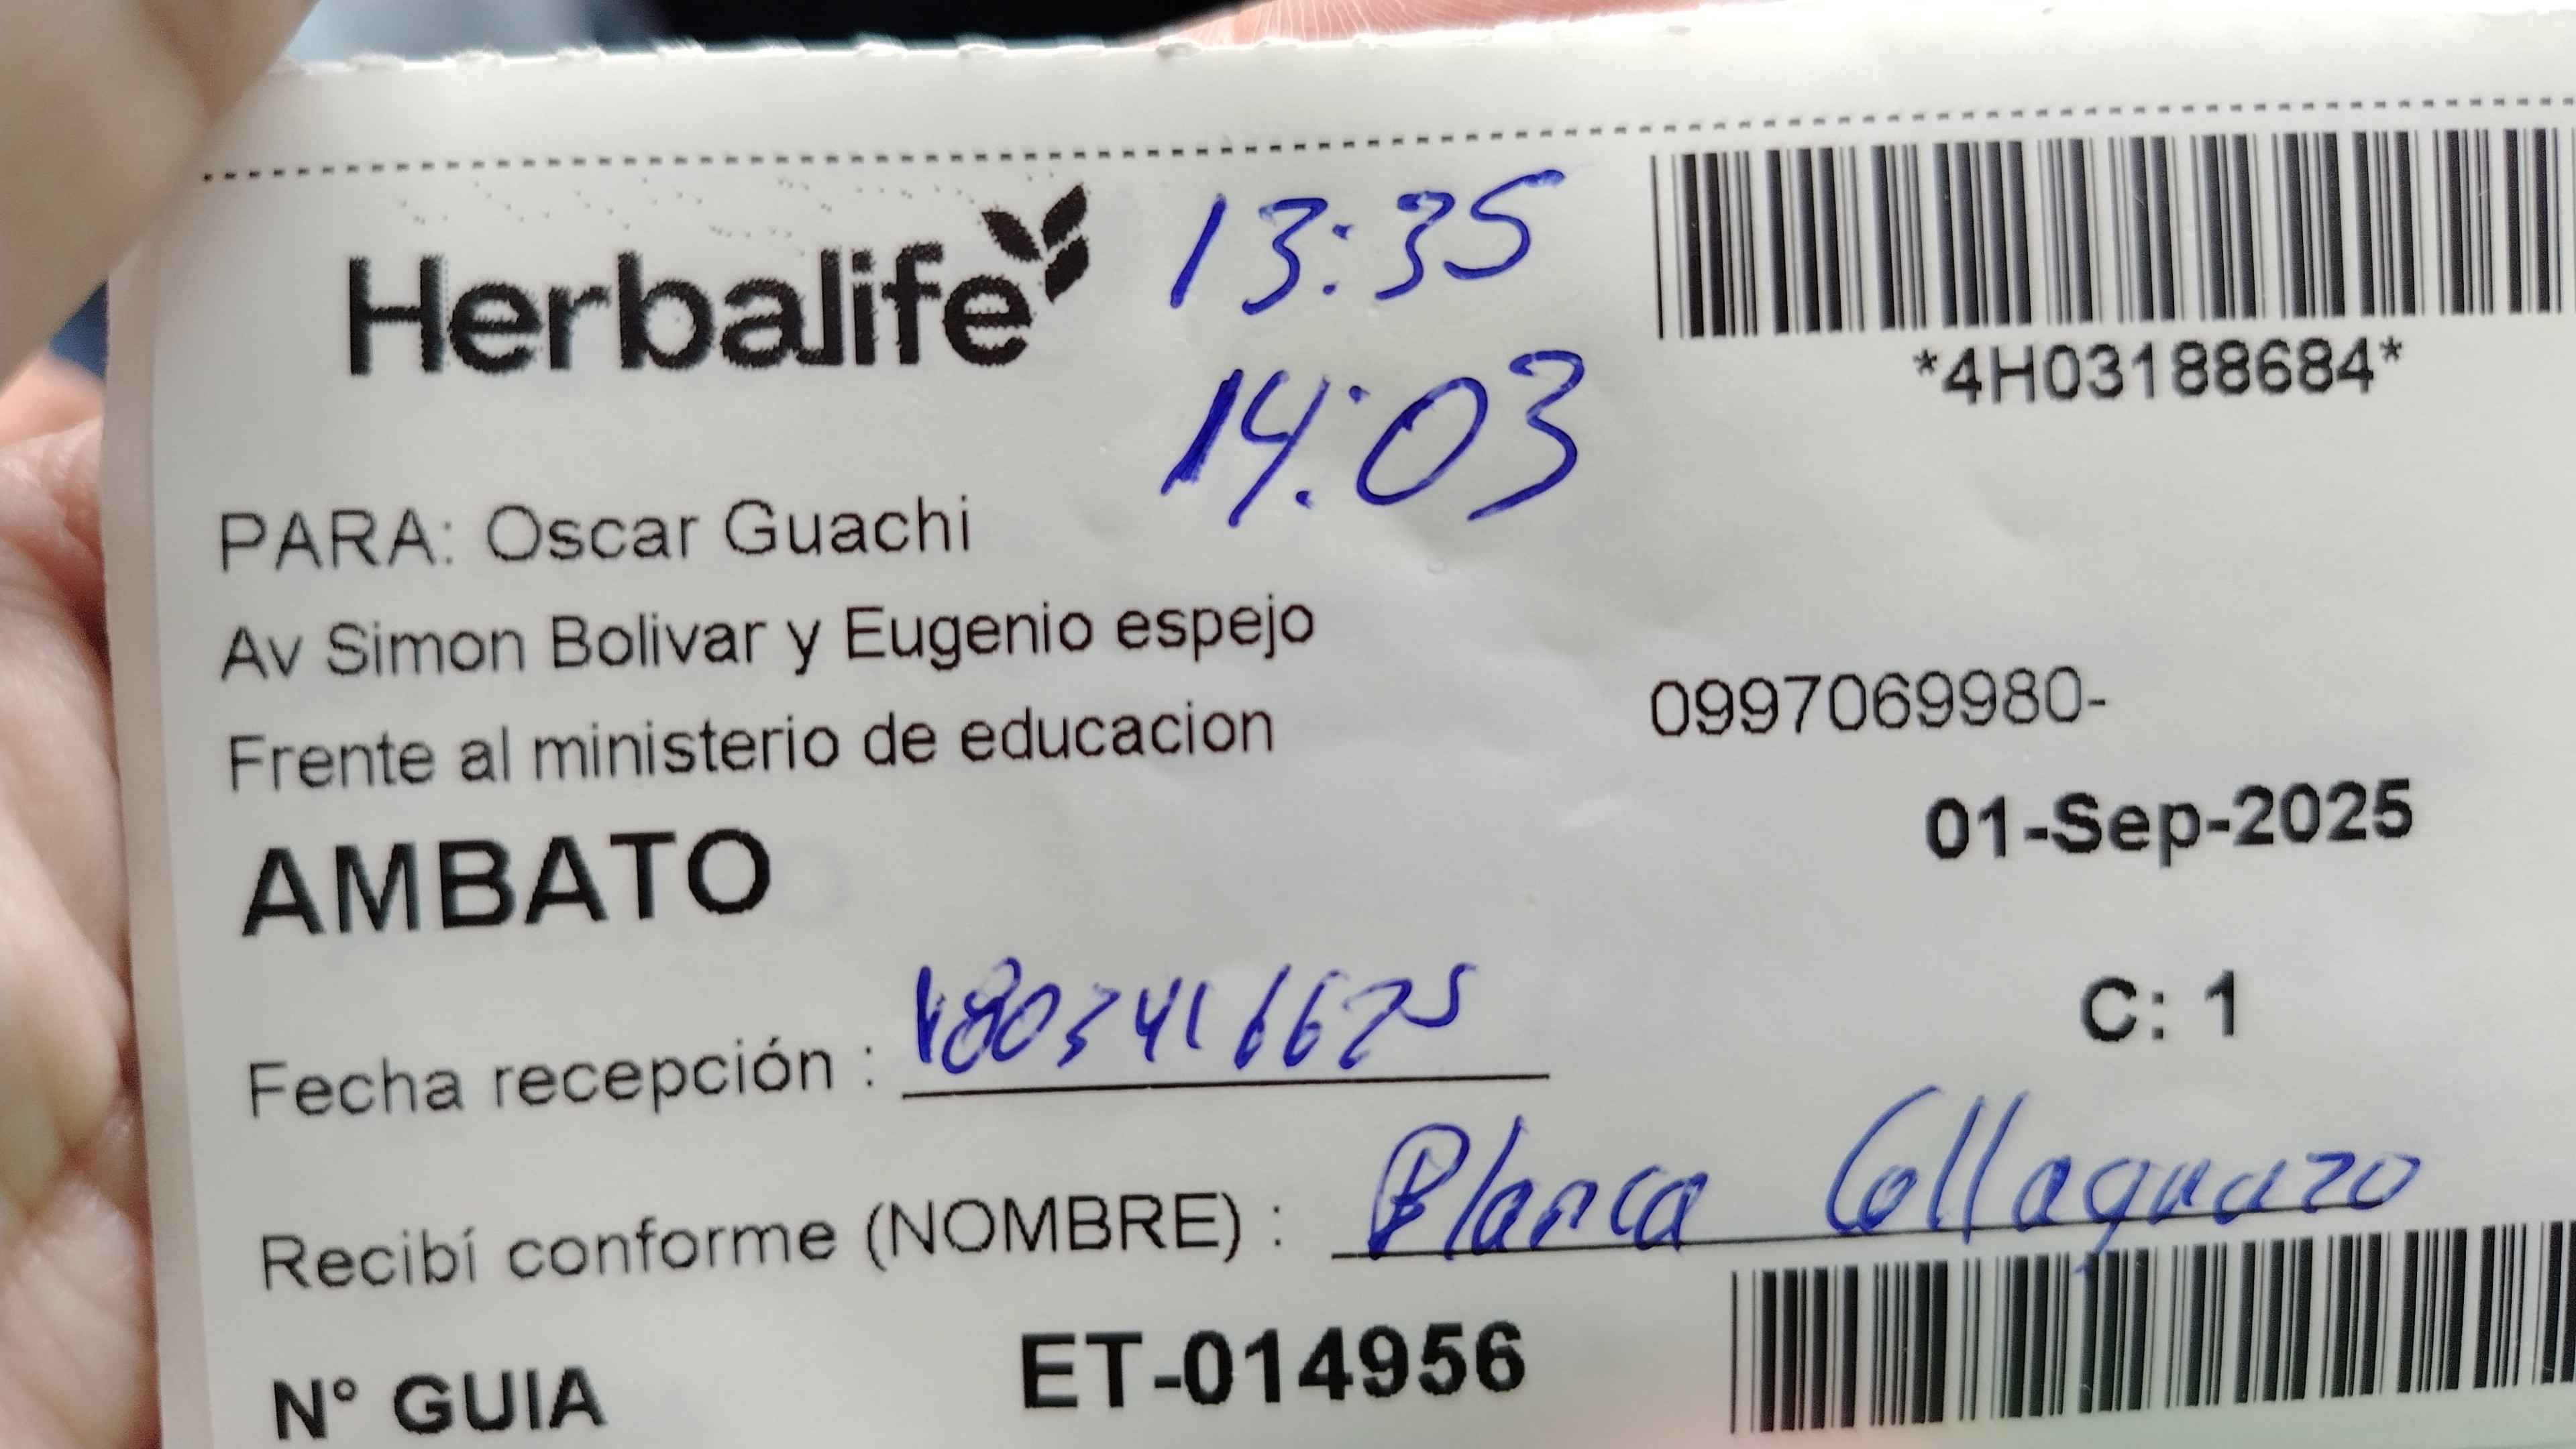 Herbalife
13:35
14:03
*4H03188684*
PARA: Oscar Guachi
Av Simon Bolivar y Eugenio espejo
Frente al ministerio de educacion
0997069980-
01-Sep-2025
AMBATO
C: 1
Fecha recepción : 1803416675
Recibí conforme (NOMBRE) : Blanca Collaguazo
N° GUIA ET-014956